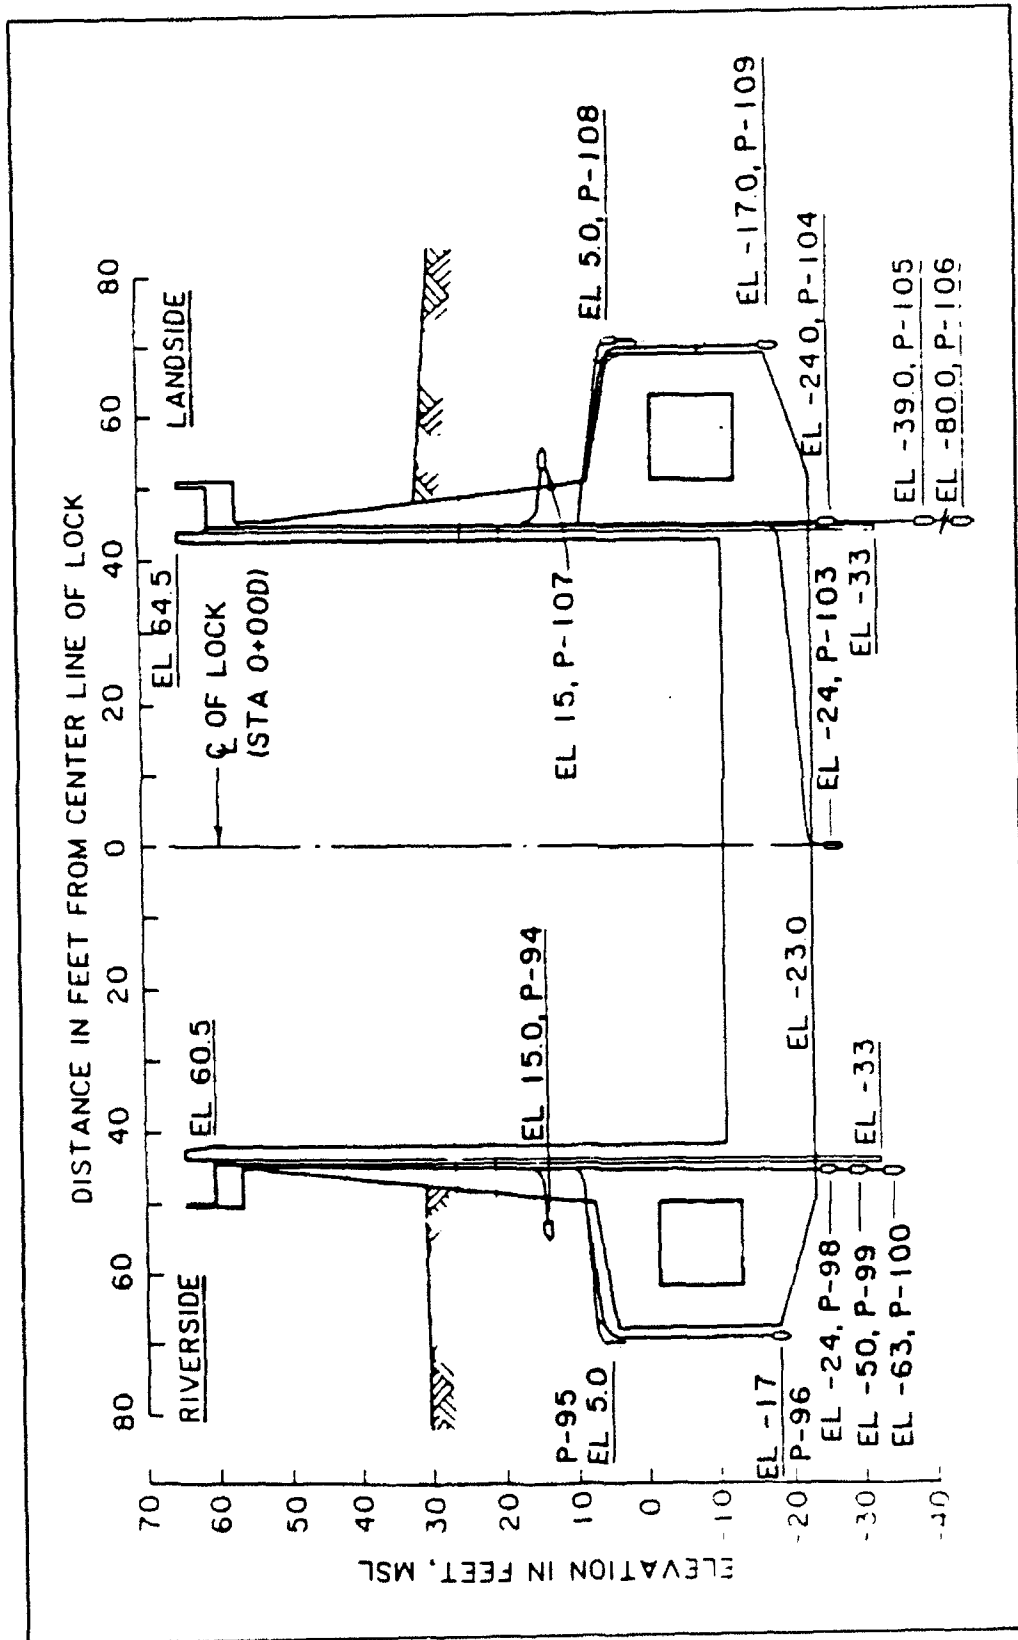 DISTANCE IN FEET FROM CENTER LINE OF LOCK
80 60 40 20 0 20 40 60 80
RIVERSIDE
LANDSIDE
EL 60.5
EL 64.5
℄ OF LOCK
(STA 0+00D)
ELEVATION IN FEET, MSL
70
60
50
40
30
20
10
0
-10
-20
-30
-40
EL 15.0, P-94
EL 15, P-107
P-95
EL 5.0
EL 5.0, P-108
EL -17
P-96
EL -17.0, P-109
EL -23.0
EL -24, P-98
EL -50, P-99
EL -63, P-100
EL -33
EL -24, P-103
EL -33
EL -24.0, P-104
EL -39.0, P-105
EL -80.0, P-106